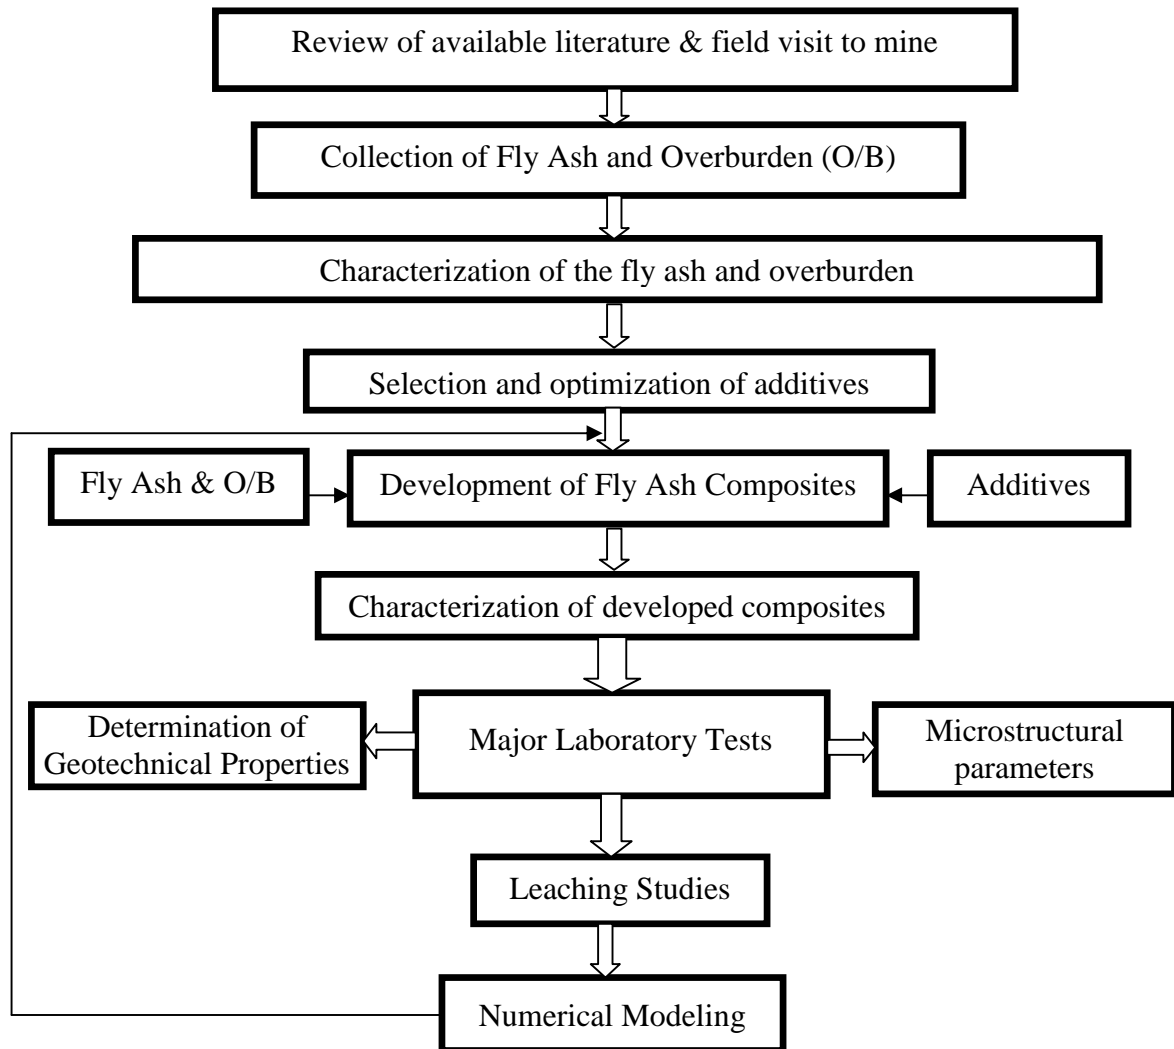 Review of available literature & field visit to mine
Collection of Fly Ash and Overburden (O/B)
Characterization of the fly ash and overburden
Selection and optimization of additives
Fly Ash & O/B
Development of Fly Ash Composites
Additives
Characterization of developed composites
Determination of
Geotechnical Properties
Major Laboratory Tests
Microstructural
parameters
Leaching Studies
Numerical Modeling